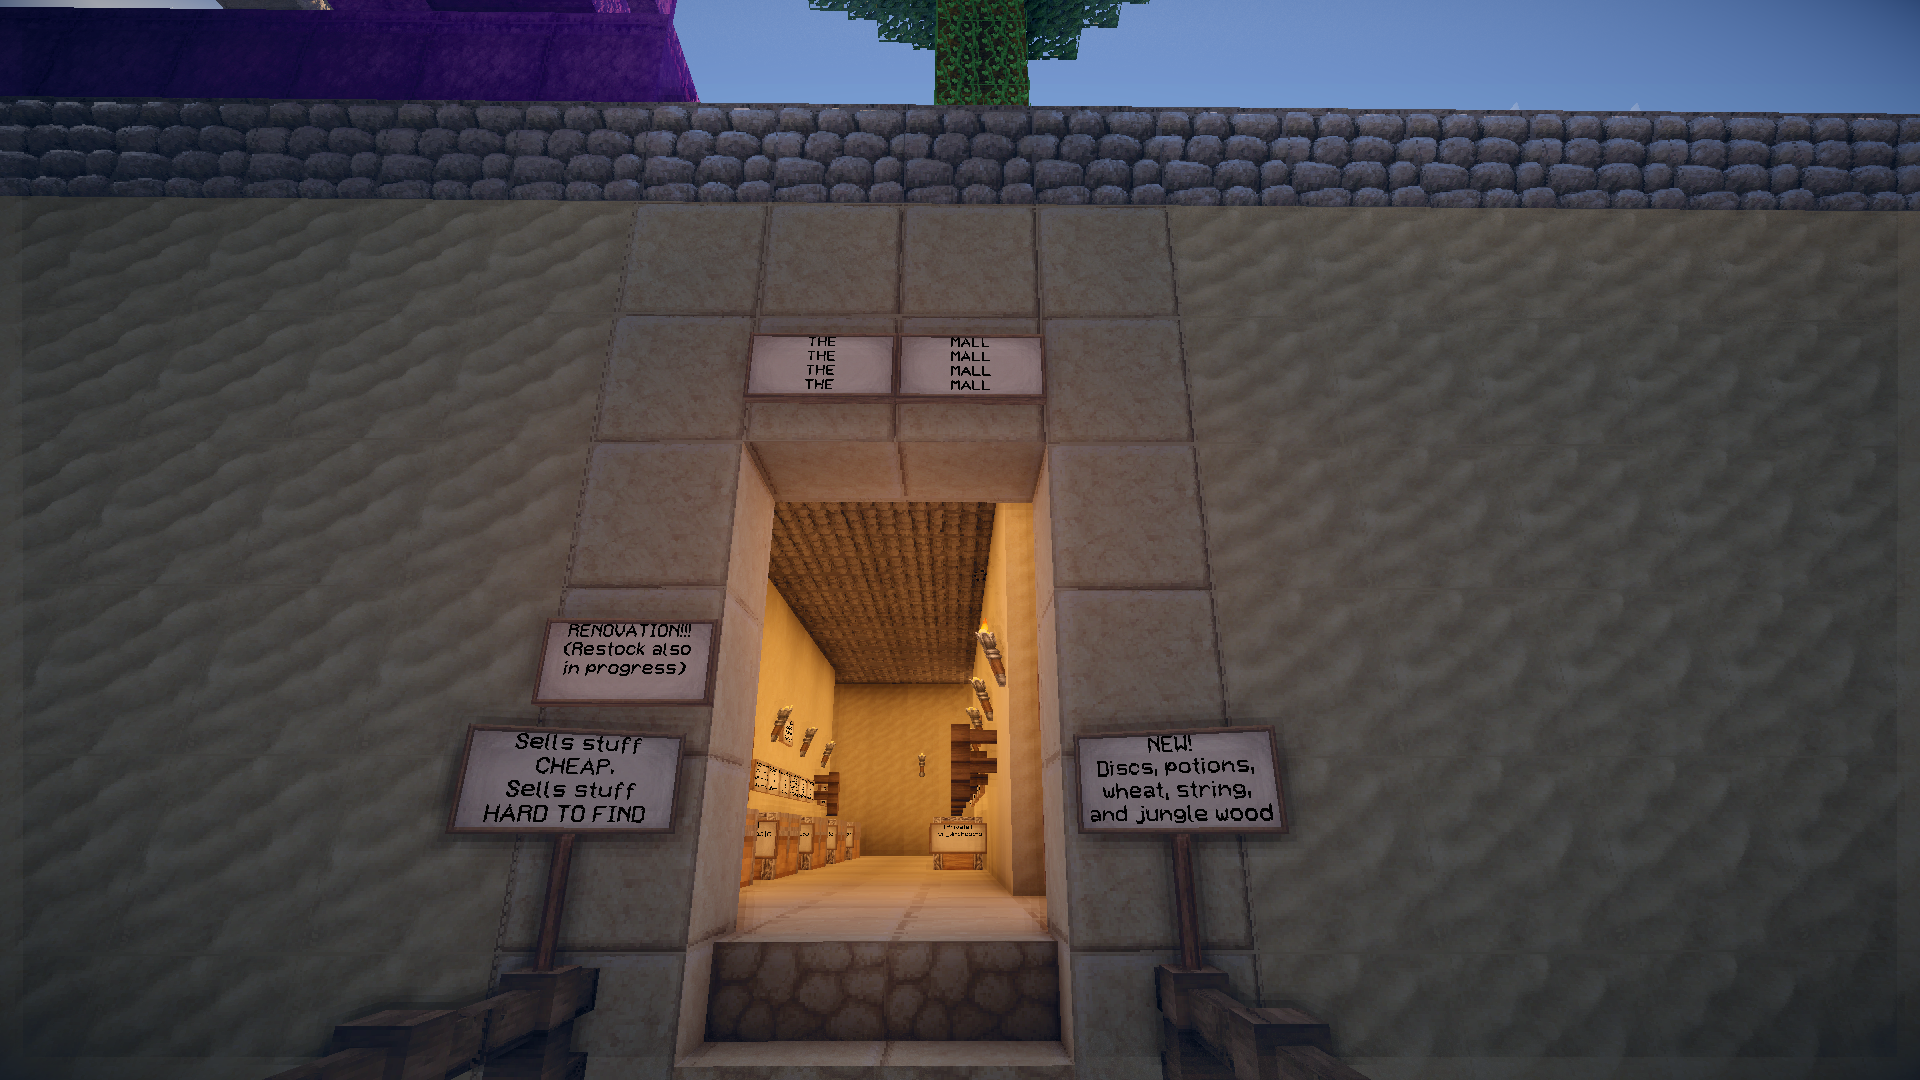 THE
THE
THE
THE
MALL
MALL
MALL
MALL
RENOVATION!!!
(Restock also
in progress)
Sells stuff
CHEAP.
Sells stuff
HARD TO FIND
NEW!
Discs, potions,
wheat, string,
and jungle wood
[Private]